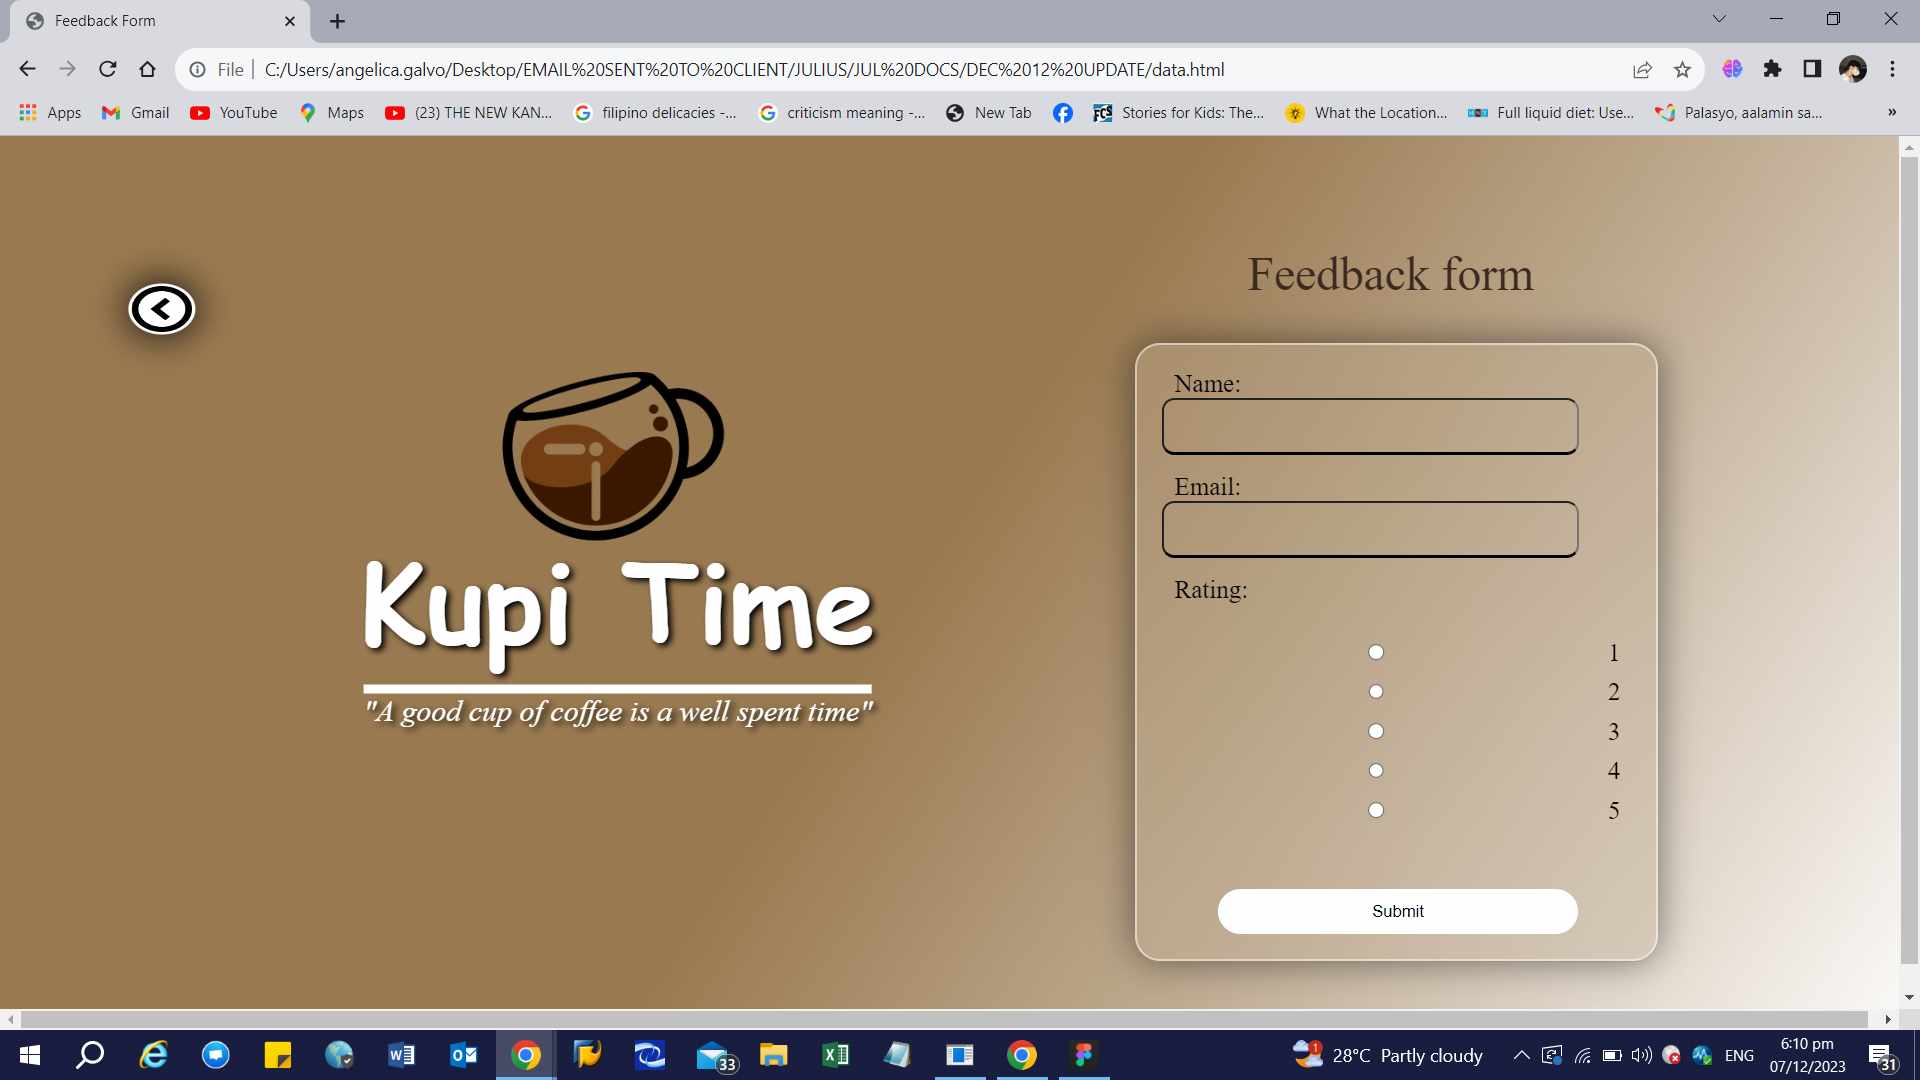 Feedback Form
File
C:/Users/angelica.galvo/Desktop/EMAIL%20SENT%20TO%20CLIENT/JULIUS/JUL%20DOCS/DEC%2012%20UPDATE/data.html
Apps Gmail YouTube Maps (23) THE NEW KAN... filipino delicacies -... criticism meaning -... New Tab FCS Stories for Kids: The... What the Location... Full liquid diet: Use... Palasyo, aalamin sa... »
Feedback form
Name:
Email:
Rating:
1
2
3
4
5
Submit
Kupi Time
"A good cup of coffee is a well spent time"
33
1
28°C Partly cloudy
ENG
6:10 pm
07/12/2023
31